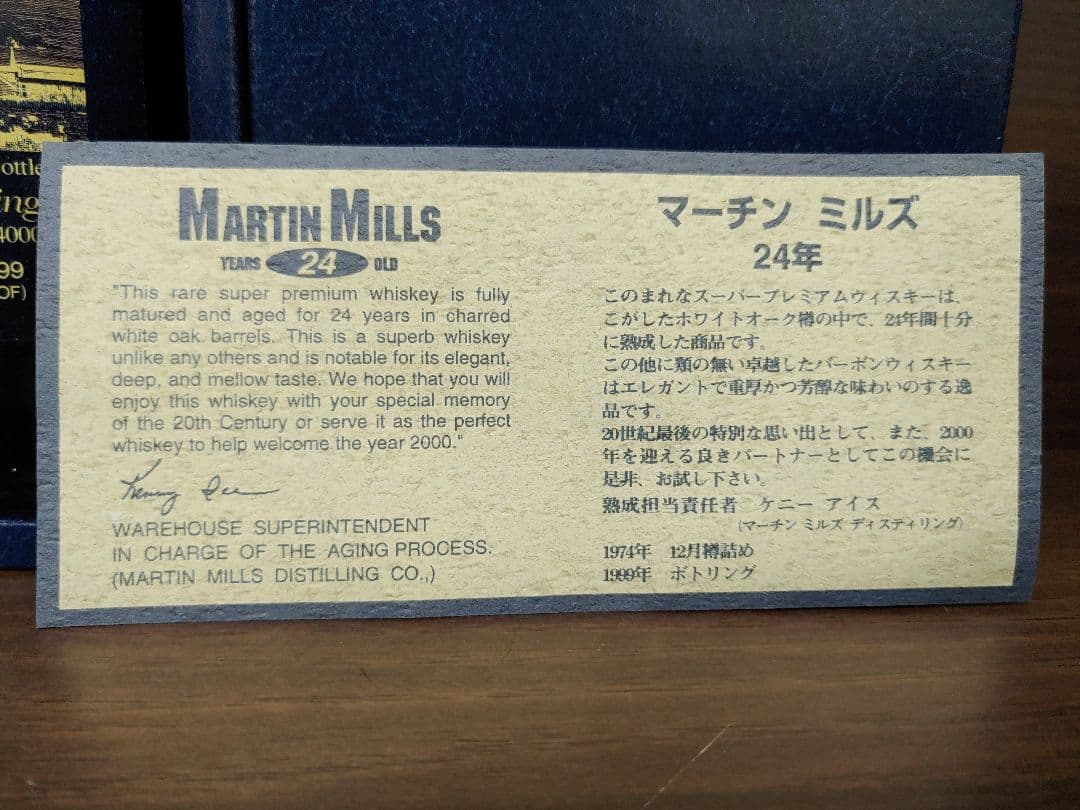 ottle
ing
4000
99
OF)
MARTIN MILLS
YEARS 24 OLD
"This rare super premium whiskey is fully
matured and aged for 24 years in charred
white oak barrels. This is a superb whiskey
unlike any others and is notable for its elegant,
deep, and mellow taste. We hope that you will
enjoy this whiskey with your special memory
of the 20th Century or serve it as the perfect
whiskey to help welcome the year 2000."
WAREHOUSE SUPERINTENDENT
IN CHARGE OF THE AGING PROCESS.
(MARTIN MILLS DISTILLING CO.,)
マーチン ミルズ
24年
このまれなスーパープレミアムウィスキーは、
こがしたホワイトオーク樽の中で、24年間十分
に熟成した商品です。
この他に類の無い卓越したバーボンウィスキー
はエレガントで重厚かつ芳醇な味わいのする逸
品です。
20世紀最後の特別な思い出として、また、2000
年を迎える良きパートナーとしてこの機会に
是非、お試し下さい。
熟成担当責任者 ケニー アイス
(マーチン ミルズ ディスティリング)
1974年 12月樽詰め
1999年 ボトリング